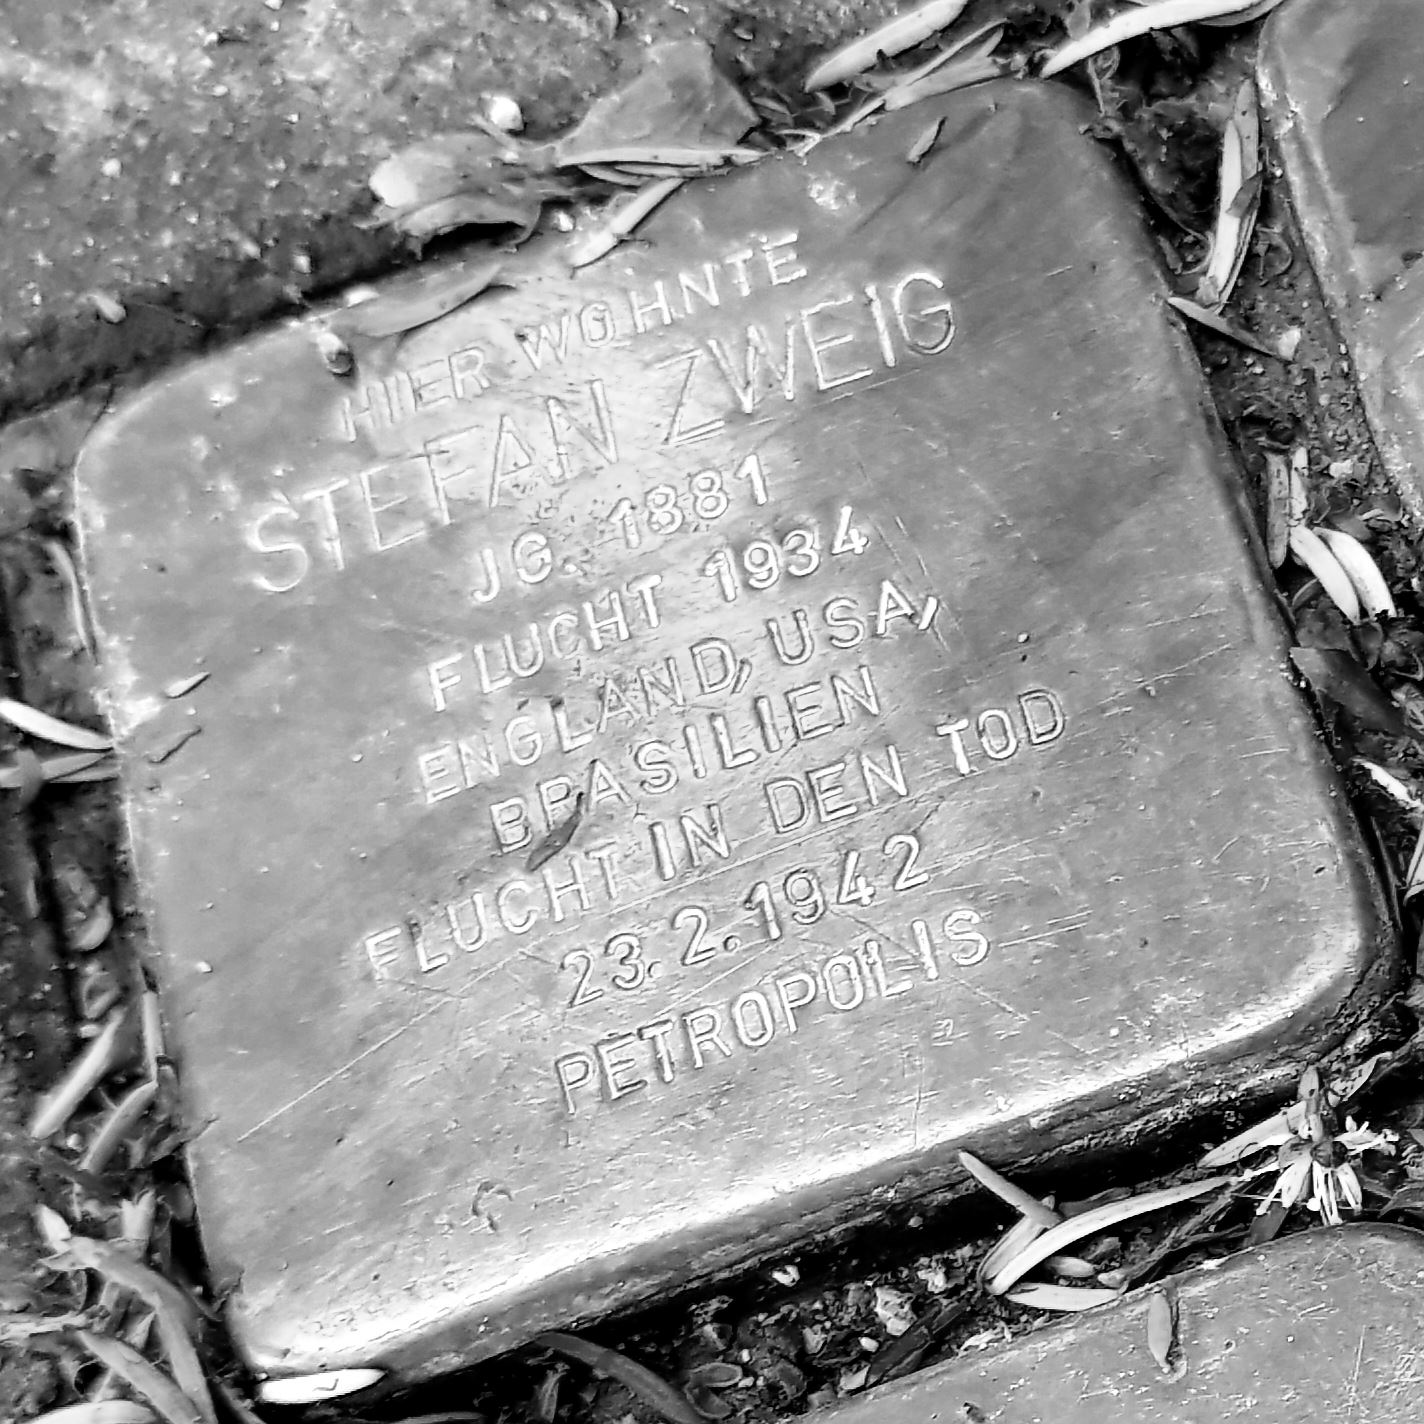 HIER WOHNTE
STEFAN ZWEIG
JG. 1881
FLUCHT 1934
ENGLAND, USA,
BRASILIEN
FLUCHT IN DEN TOD
23.2.1942
PETROPOLIS